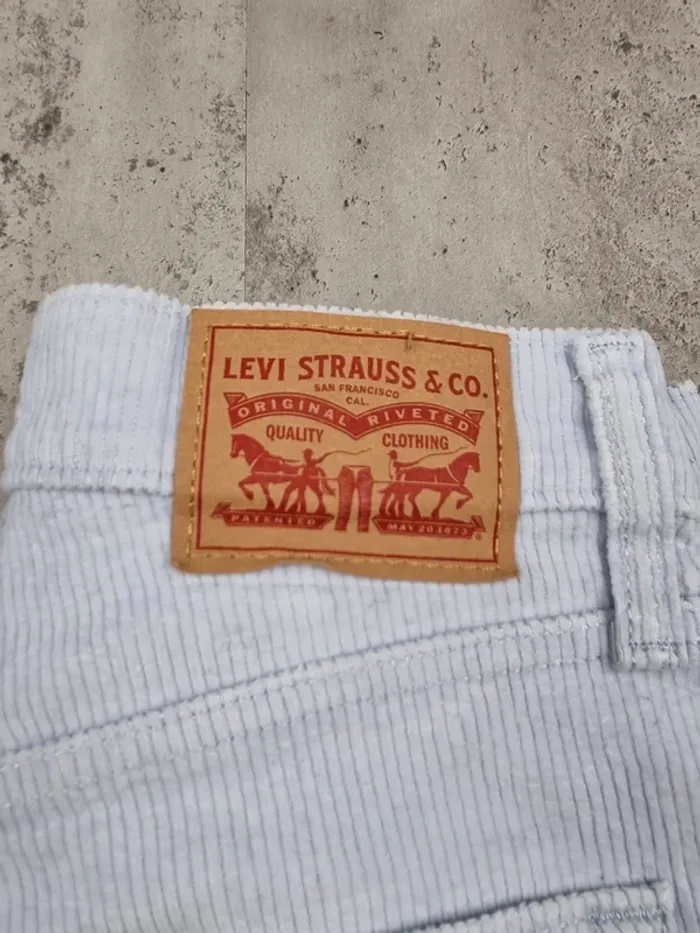 LEVI STRAUSS & CO.
SAN FRANCISCO
CAL.
ORIGINAL RIVETED
QUALITY CLOTHING
PATENTED MAY 20 1873
®